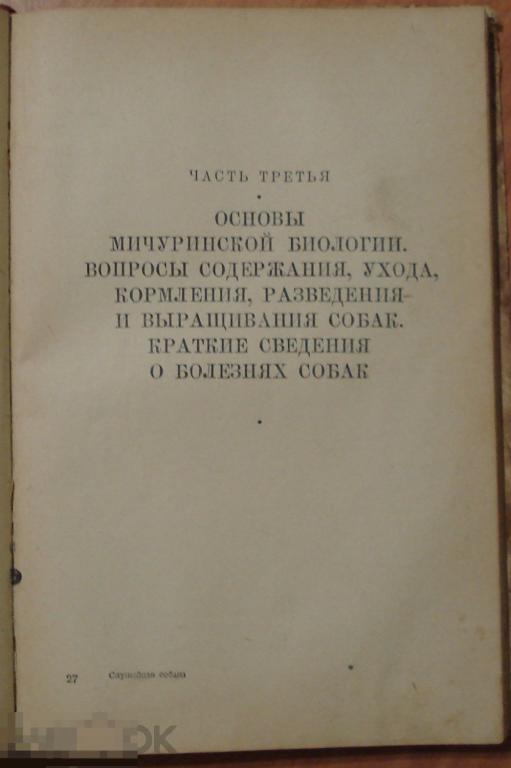 ЧАСТЬ ТРЕТЬЯ
ОСНОВЫ
МИЧУРИНСКОЙ БИОЛОГИИ.
ВОПРОСЫ СОДЕРЖАНИЯ, УХОДА,
КОРМЛЕНИЯ, РАЗВЕДЕНИЯ
И ВЫРАЩИВАНИЯ СОБАК.
КРАТКИЕ СВЕДЕНИЯ
О БОЛЕЗНЯХ СОБАК
27 Служебная собака